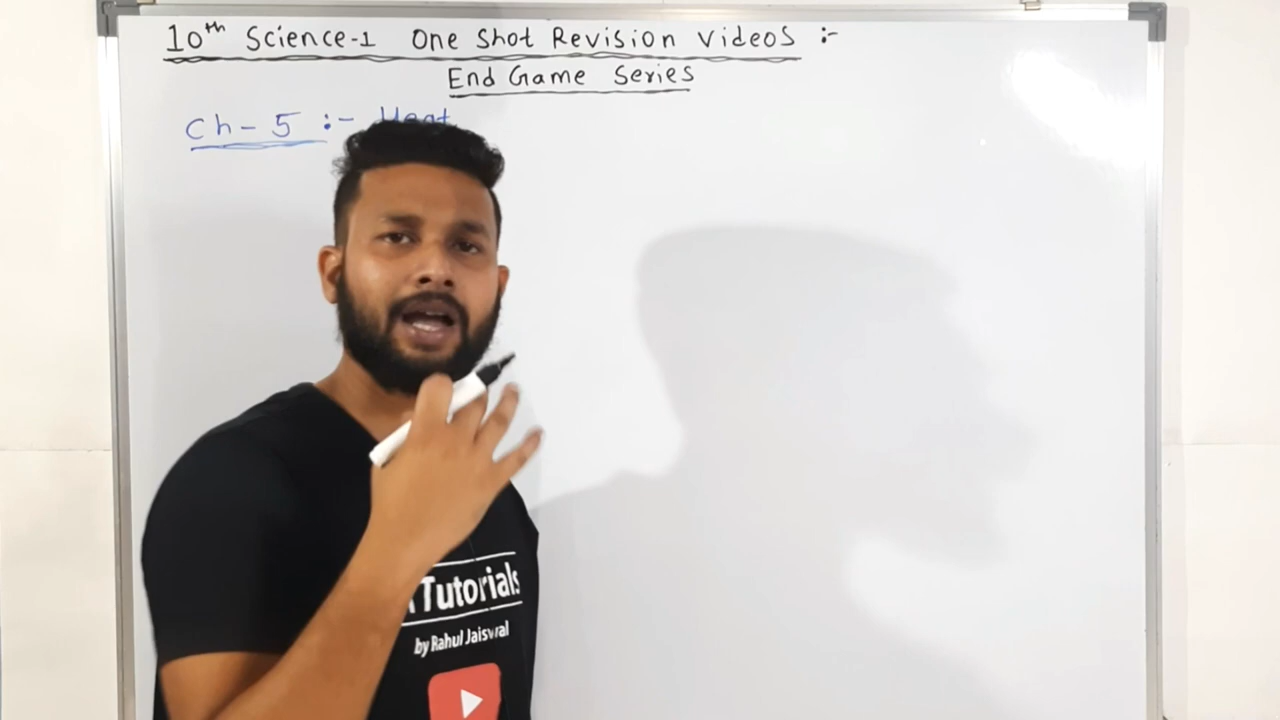 10th Science-1 One Shot Revision Videos :-
End Game Series
Ch-5 :- Heat
Tutorials
by Rahul Jaiswal